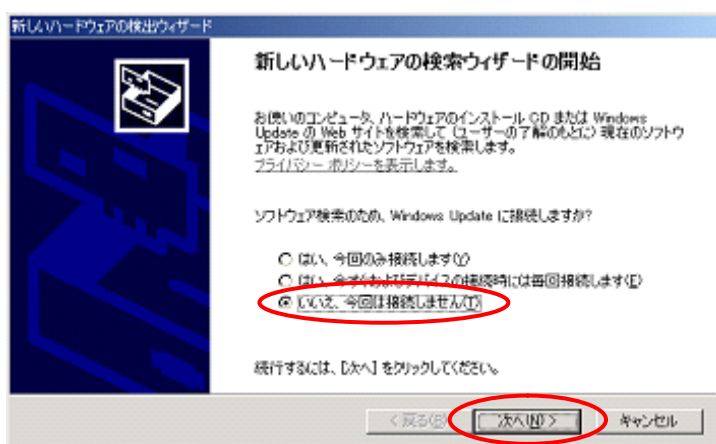 新しいハードウェアの検出ウィザード
新しいハードウェアの検索ウィザードの開始
お使いのコンピュータ、ハードウェアのインストール CD または Windows
Update の Web サイトを検索して (ユーザーの了解のもとに) 現在のソフトウ
ェアおよび更新されたソフトウェアを検索します。
プライバシー ポリシーを表示します。
ソフトウェア検索のため、Windows Update に接続しますか?
はい、今回のみ接続します(Y)
はい、今すぐおよびデバイスの接続時には毎回接続します(E)
いいえ、今回は接続しません(T)
続行するには、[次へ] をクリックしてください。
< 戻る(B)
次へ(N) >
キャンセル